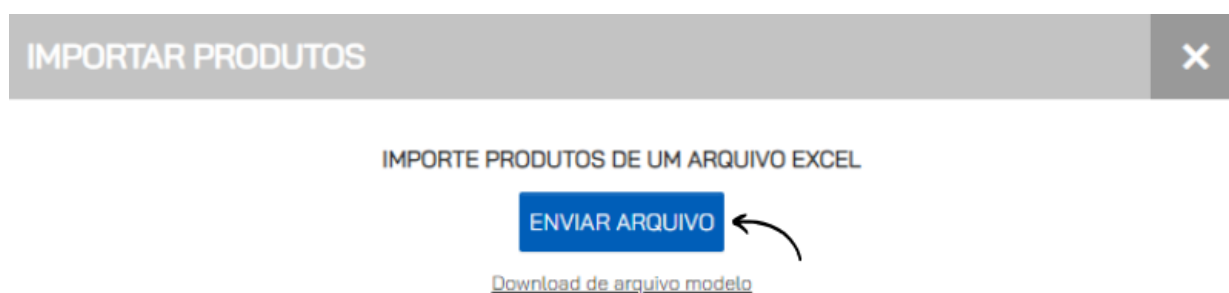 IMPORTAR PRODUTOS
IMPORTE PRODUTOS DE UM ARQUIVO EXCEL
ENVIAR ARQUIVO
Download de arquivo modelo